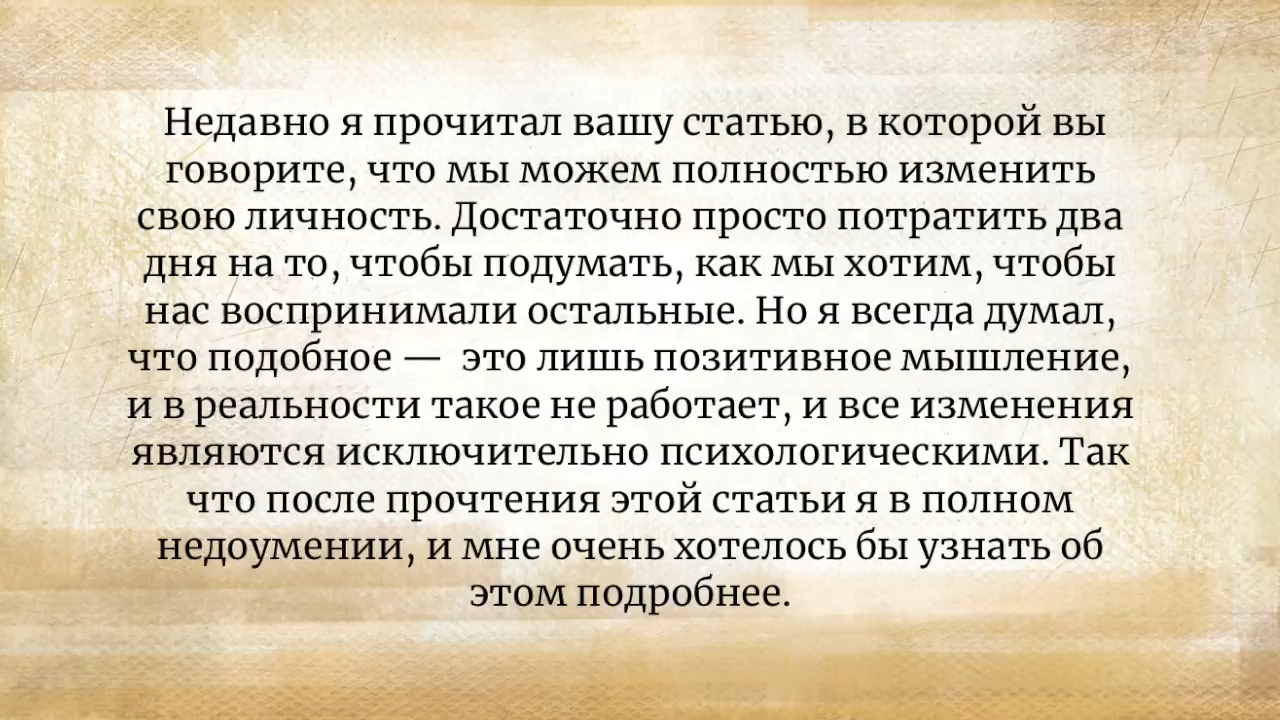 Недавно я прочитал вашу статью, в которой вы
говорите, что мы можем полностью изменить
свою личность. Достаточно просто потратить два
дня на то, чтобы подумать, как мы хотим, чтобы
нас воспринимали остальные. Но я всегда думал,
что подобное — это лишь позитивное мышление,
и в реальности такое не работает, и все изменения
являются исключительно психологическими. Так
что после прочтения этой статьи я в полном
недоумении, и мне очень хотелось бы узнать об
этом подробнее.